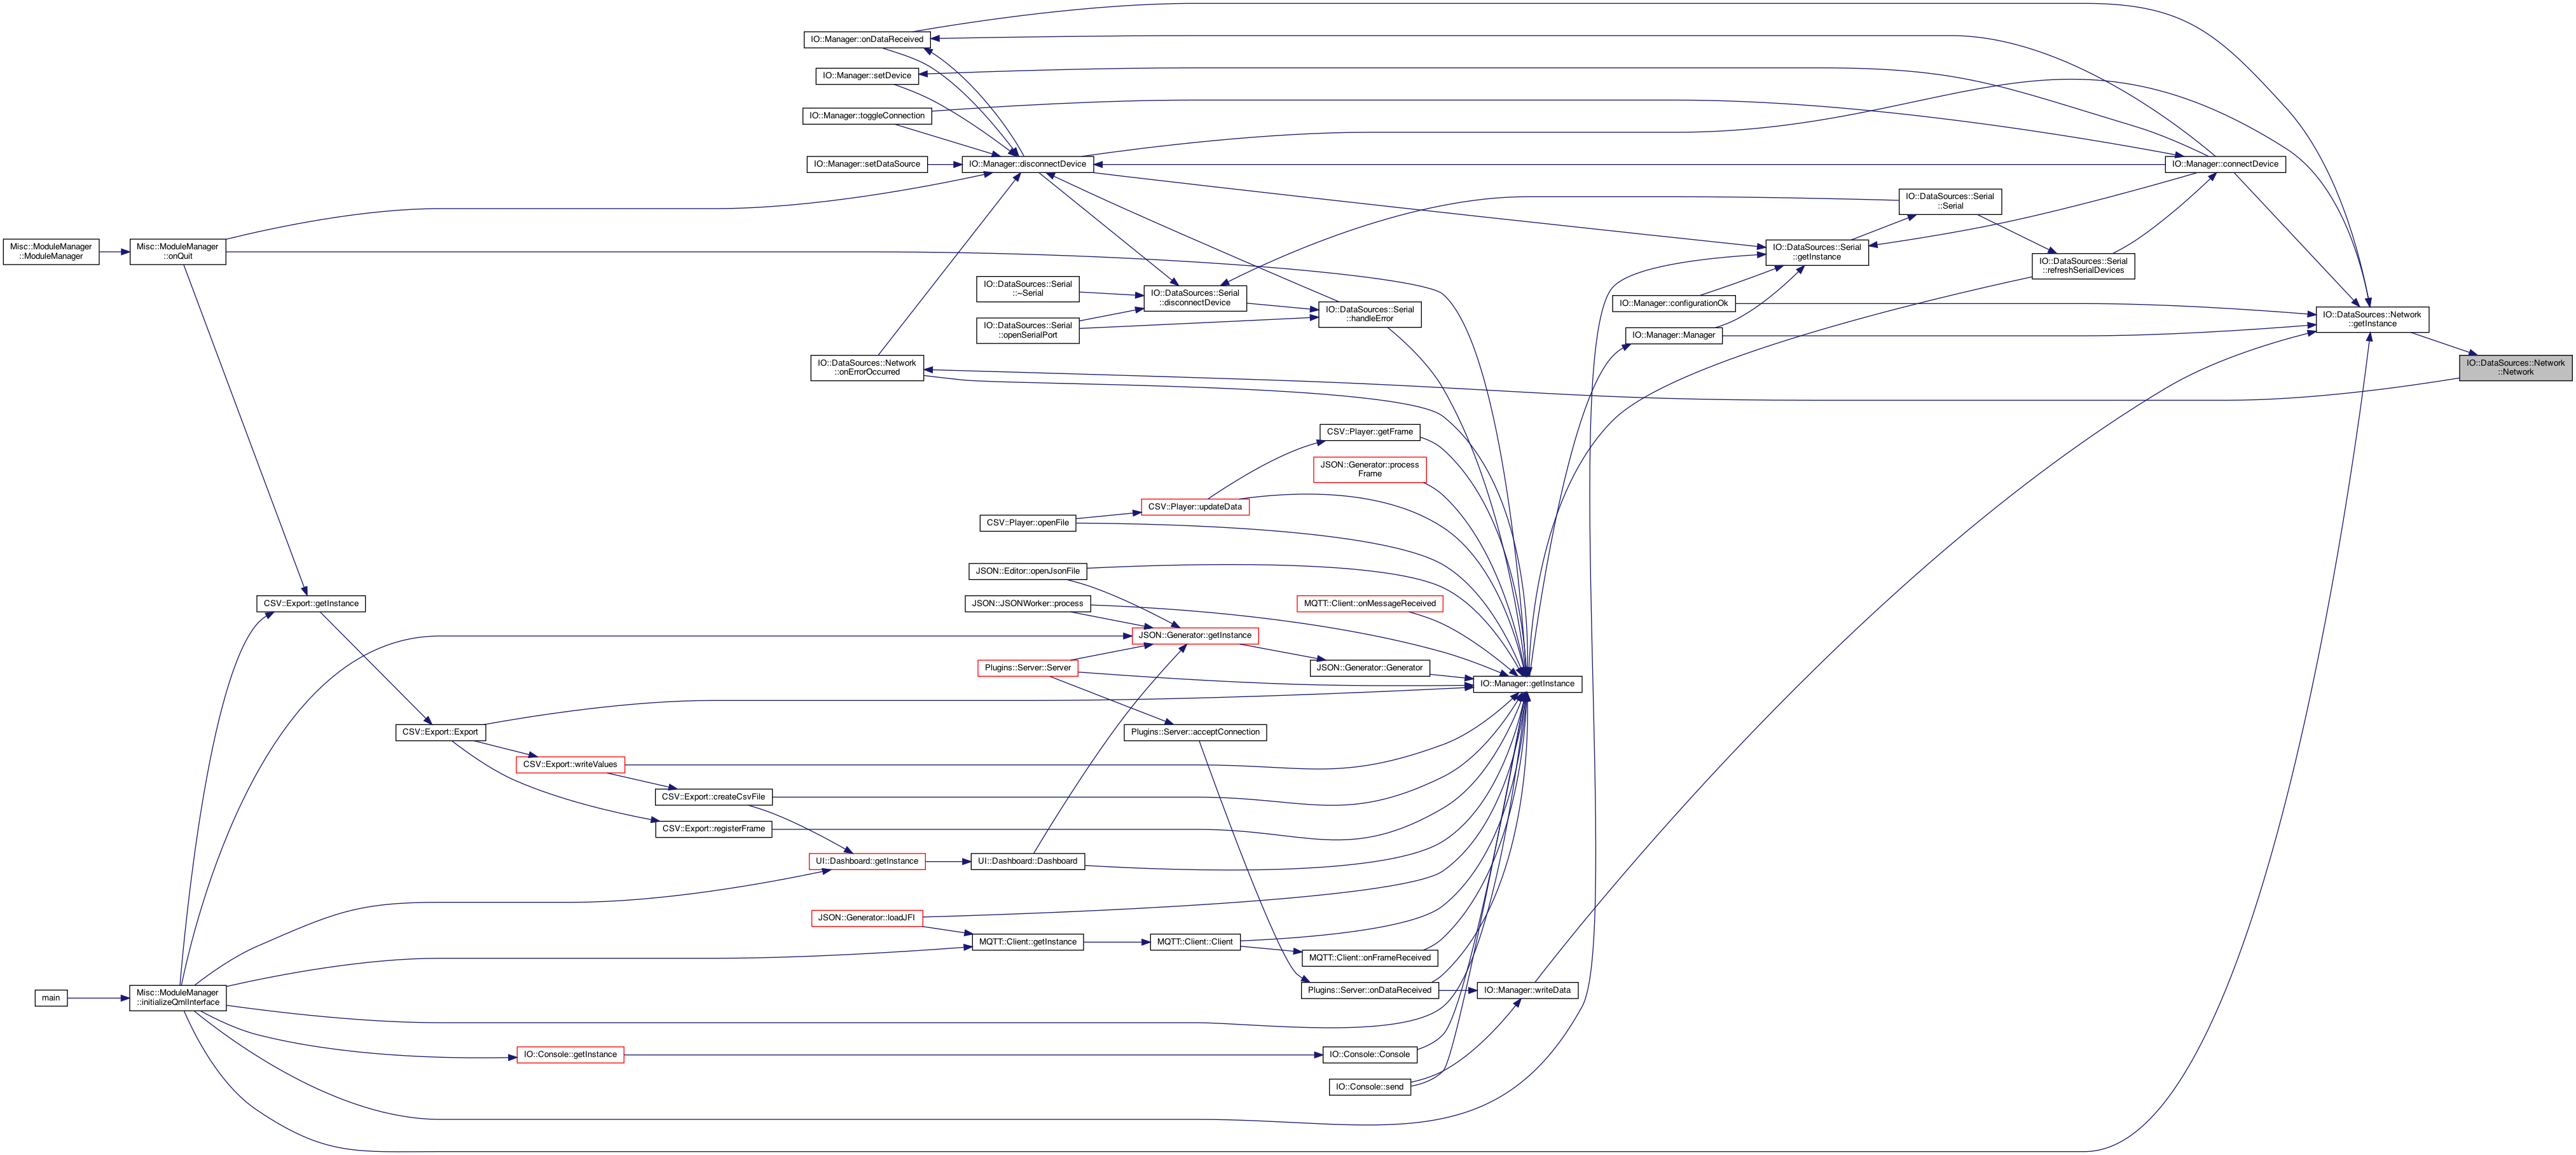 IO::Manager::onDataReceived
IO::Manager::setDevice
IO::Manager::toggleConnection
IO::Manager::setDataSource
IO::Manager::disconnectDevice
IO::Manager::connectDevice
IO::DataSources::Serial
::Serial
Misc::ModuleManager
::ModuleManager
Misc::ModuleManager
::onQuit
IO::DataSources::Serial
::getInstance
IO::DataSources::Serial
::refreshSerialDevices
IO::DataSources::Serial
::~Serial
IO::DataSources::Serial
::disconnectDevice
IO::Manager::configurationOk
IO::DataSources::Serial
::handleError
IO::DataSources::Network
::getInstance
IO::DataSources::Serial
::openSerialPort
IO::Manager::Manager
IO::DataSources::Network
::onErrorOccurred
IO::DataSources::Network
::Network
CSV::Player::getFrame
JSON::Generator::process
Frame
CSV::Player::updateData
CSV::Player::openFile
JSON::Editor::openJsonFile
CSV::Export::getInstance
JSON::JSONWorker::process
MQTT::Client::onMessageReceived
JSON::Generator::getInstance
Plugins::Server::Server
JSON::Generator::Generator
IO::Manager::getInstance
CSV::Export::Export
Plugins::Server::acceptConnection
CSV::Export::writeValues
CSV::Export::createCsvFile
CSV::Export::registerFrame
UI::Dashboard::getInstance
UI::Dashboard::Dashboard
JSON::Generator::loadJFI
MQTT::Client::getInstance
MQTT::Client::Client
MQTT::Client::onFrameReceived
main
Misc::ModuleManager
::initializeQmlInterface
Plugins::Server::onDataReceived
IO::Manager::writeData
IO::Console::getInstance
IO::Console::Console
IO::Console::send